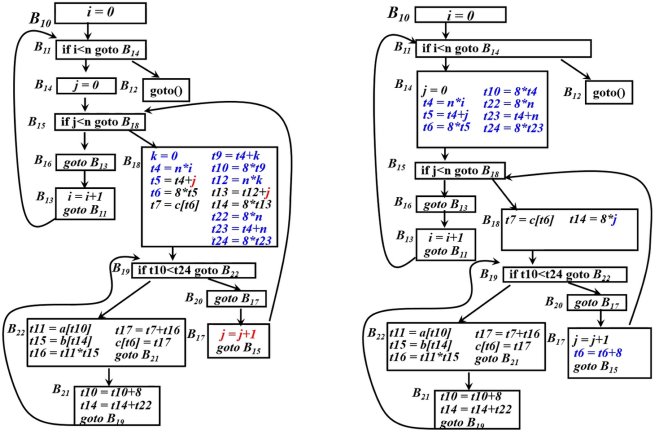 B10
i = 0
B11
if i<n goto B14
B14
j = 0
B12
goto()
B15
if j<n goto B18
B16
goto B13
B13
i = i+1
goto B11
B18
k = 0 t9 = t4+k
t4 = n*i t10 = 8*t9
t5 = t4+j t12 = n*k
t6 = 8*t5 t13 = t12+j
t7 = c[t6] t14 = 8*t13
t22 = 8*n
t23 = t4+n
t24 = 8*t23
B19
if t10<t24 goto B22
B20
goto B17
B17
j = j+1
goto B15
B22
t11 = a[t10] t17 = t7+t16
t15 = b[t14] c[t6] = t17
t16 = t11*t15 goto B21
B21
t10 = t10+8
t14 = t14+t22
goto B19
B10
i = 0
B11
if i<n goto B14
B14
j = 0 t10 = 8*t4
t4 = n*i t22 = 8*n
t5 = t4+j t23 = t4+n
t6 = 8*t5 t24 = 8*t23
B12
goto()
B15
if j<n goto B18
B16
goto B13
B13
i = i+1
goto B11
B18
t7 = c[t6] t14 = 8*j
B19
if t10<t24 goto B22
B20
goto B17
B17
j = j+1
t6 = t6+8
goto B15
B22
t11 = a[t10] t17 = t7+t16
t15 = b[t14] c[t6] = t17
t16 = t11*t15 goto B21
B21
t10 = t10+8
t14 = t14+t22
goto B19